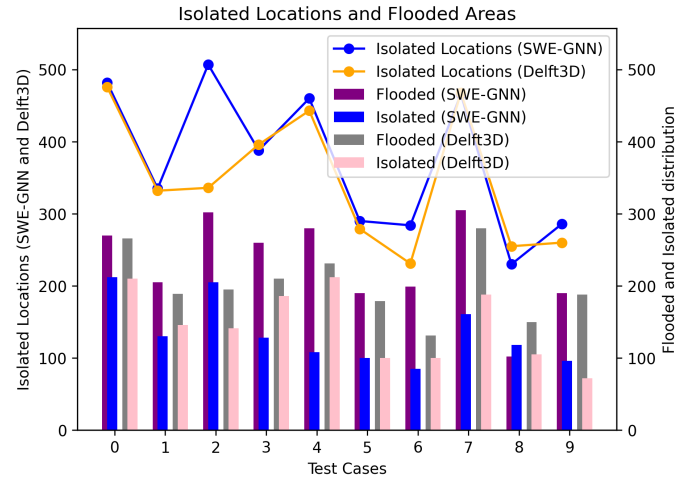 Isolated Locations and Flooded Areas
Isolated Locations (SWE-GNN and Delft3D)
500
400
300
200
100
0
Isolated Locations (SWE-GNN)
Isolated Locations (Delft3D)
Flooded (SWE-GNN)
Isolated (SWE-GNN)
Flooded (Delft3D)
Isolated (Delft3D)
500
400
300
200
100
0
Flooded and Isolated distribution
0 1 2 3 4 5 6 7 8 9
Test Cases